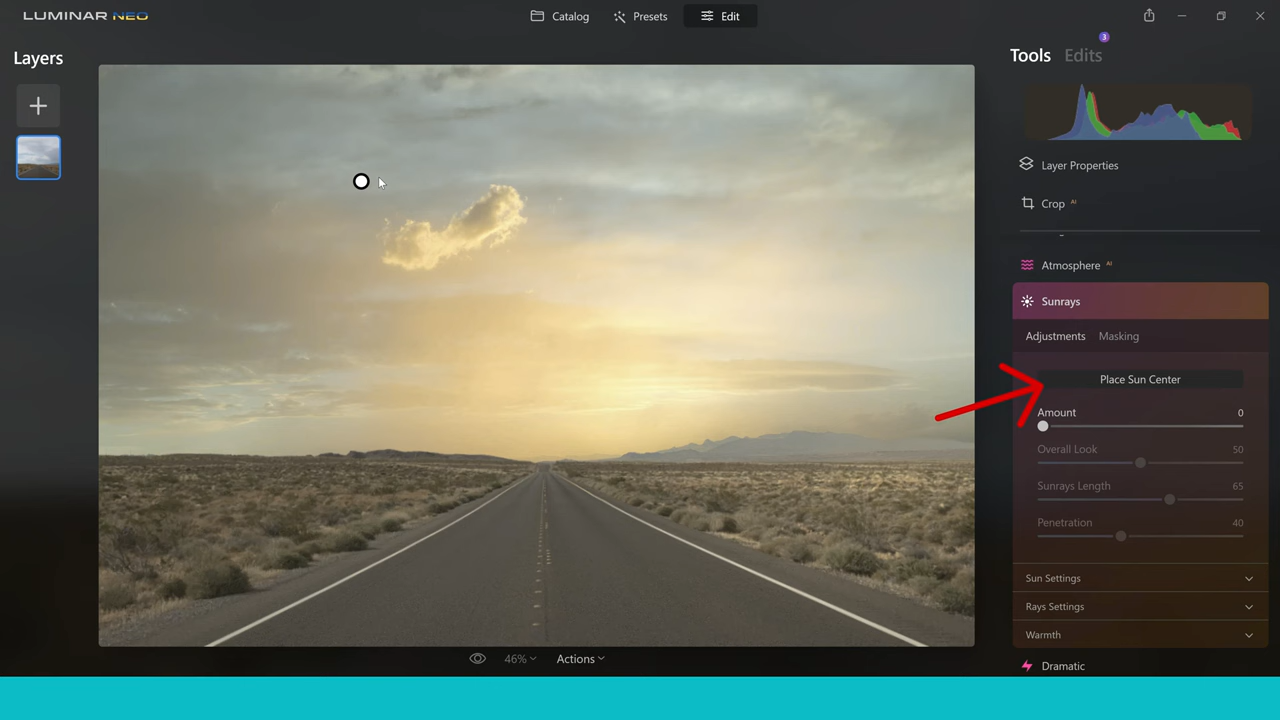 LUMINAR NEO
Catalog
Presets
Edit
Layers
Tools
Edits
3
Layer Properties
Crop AI
Atmosphere AI
Sunrays
Adjustments
Masking
Place Sun Center
Amount 0
Overall Look 50
Sunrays Length 65
Penetration 40
Sun Settings
Rays Settings
Warmth
Dramatic
46%
Actions